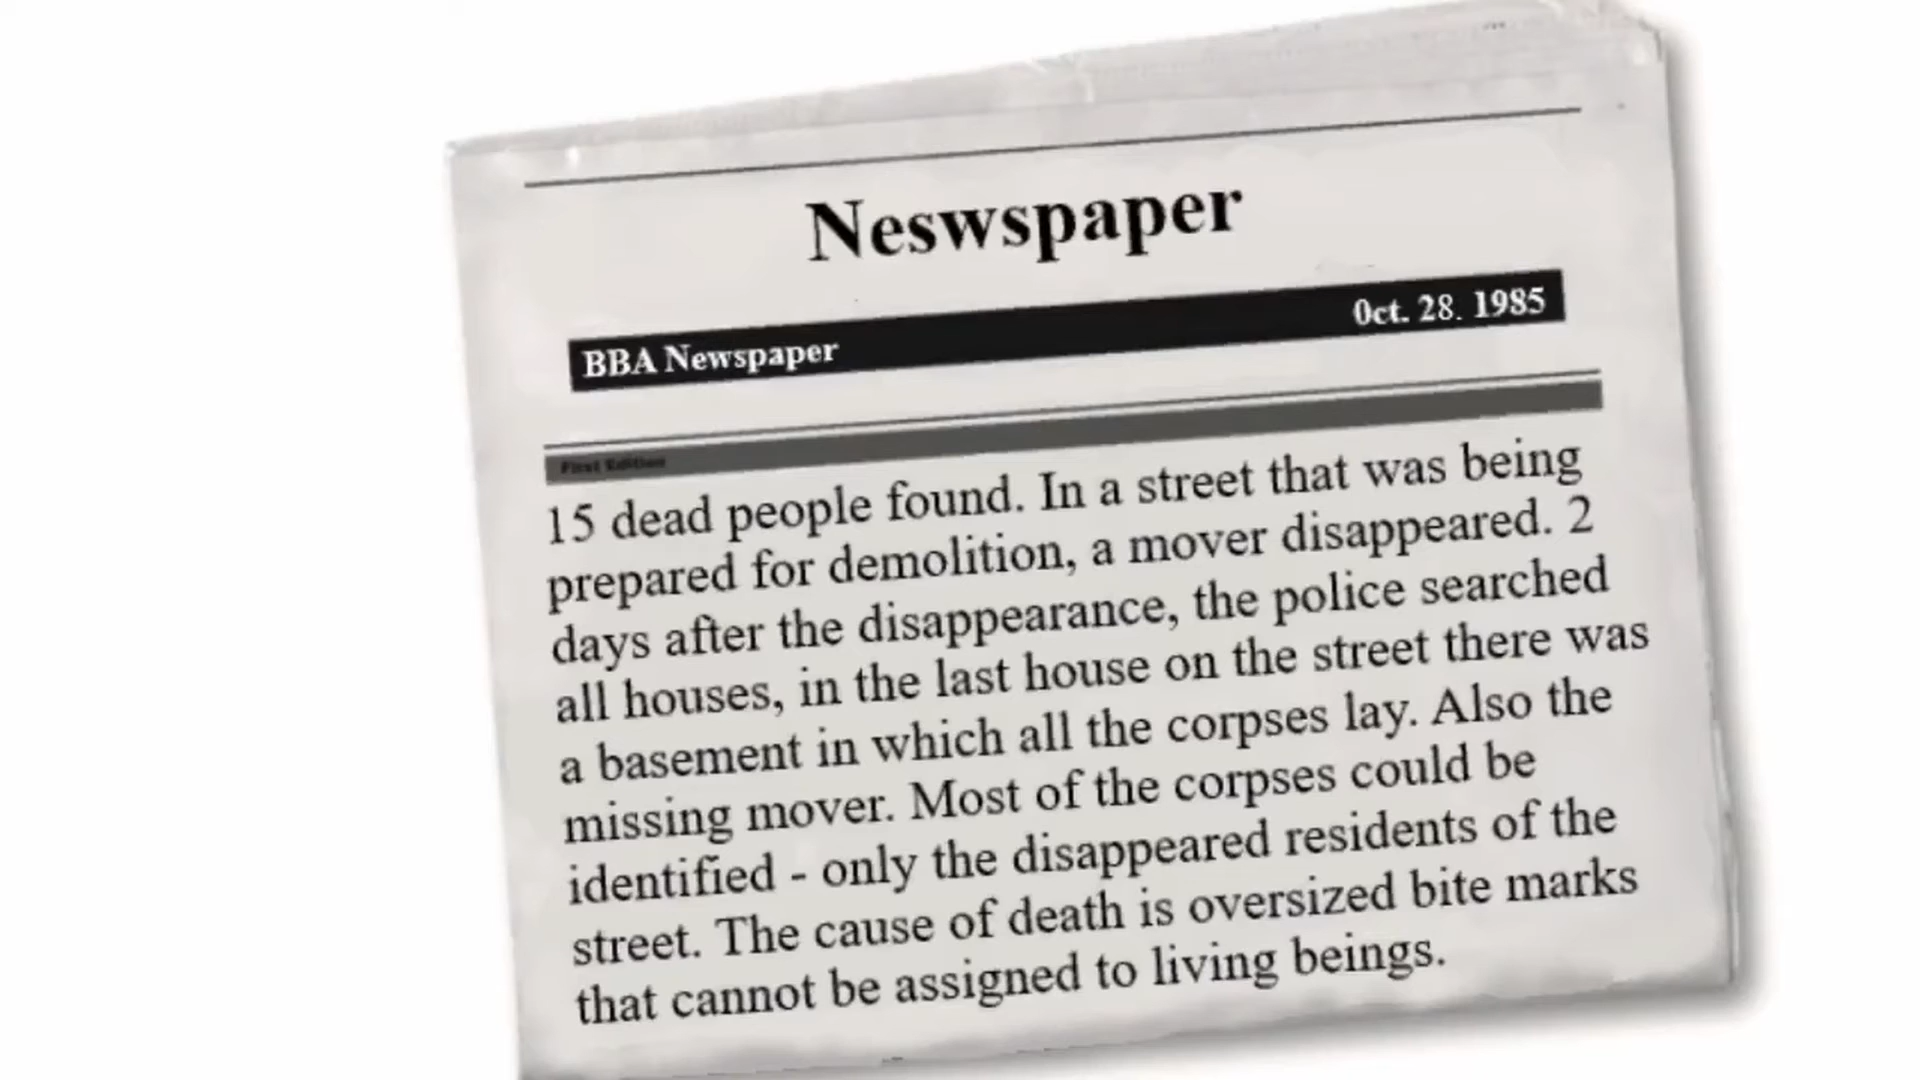 Neswspaper
BBA Newspaper
0ct. 28. 1985
First Edition
15 dead people found. In a street that was being
prepared for demolition, a mover disappeared. 2
days after the disappearance, the police searched
all houses, in the last house on the street there was
a basement in which all the corpses lay. Also the
missing mover. Most of the corpses could be
identified - only the disappeared residents of the
street. The cause of death is oversized bite marks
that cannot be assigned to living beings.